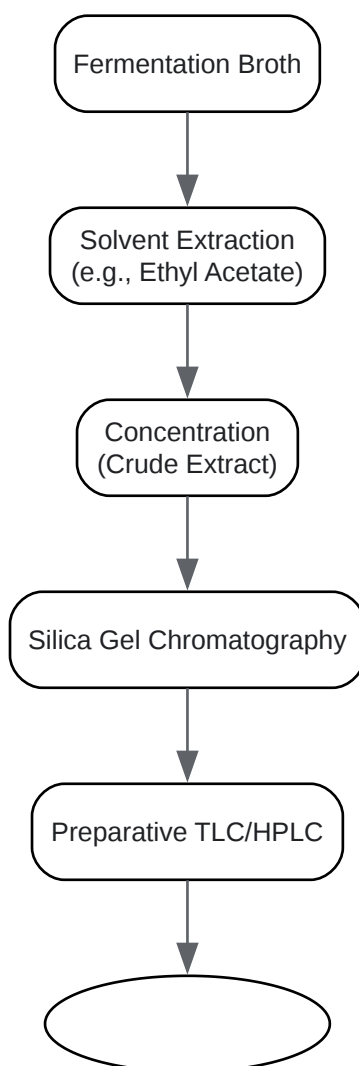 Fermentation Broth
Solvent Extraction
(e.g., Ethyl Acetate)
Concentration
(Crude Extract)
Silica Gel Chromatography
Preparative TLC/HPLC